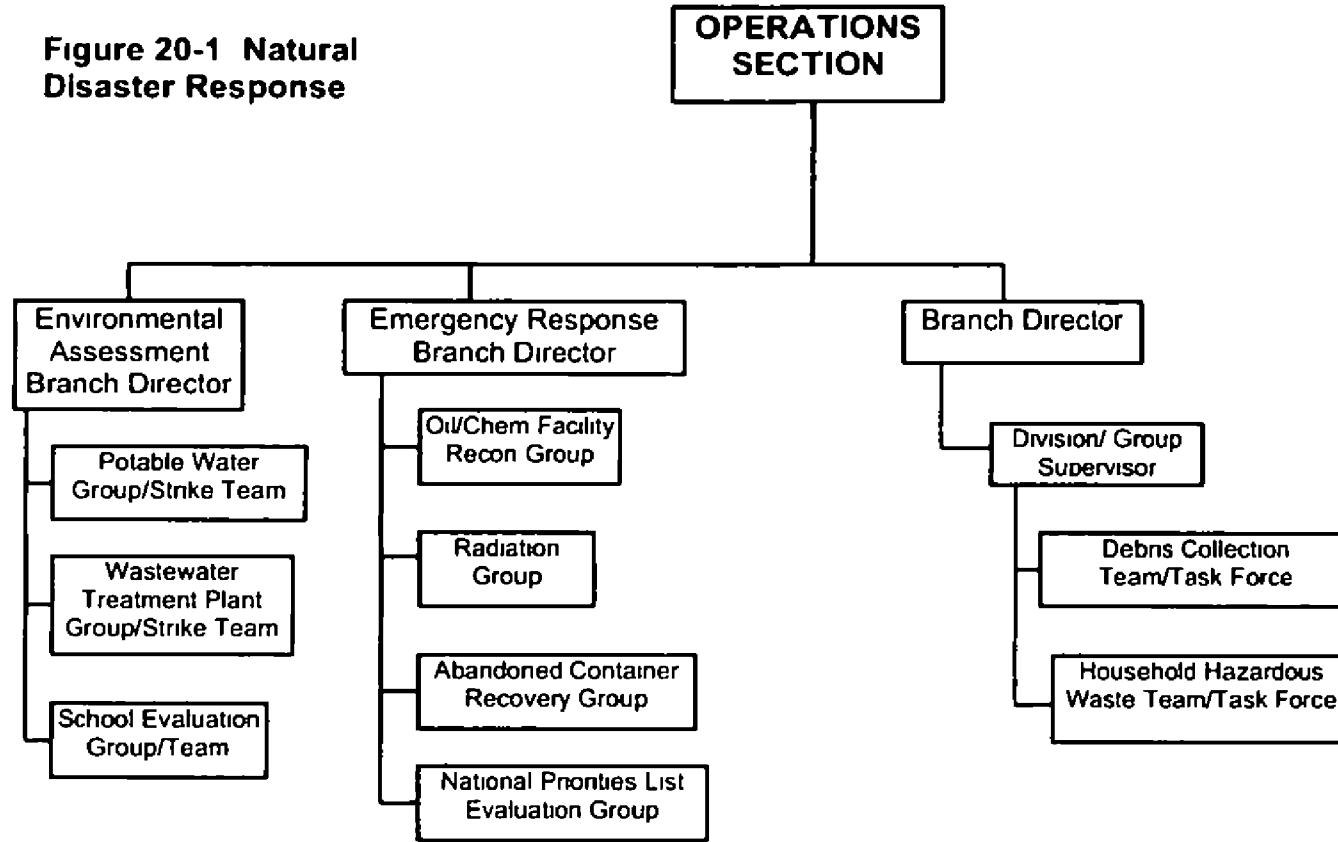 Figure 20-1 Natural
Disaster Response
OPERATIONS
SECTION
Environmental
Assessment
Branch Director
Potable Water
Group/Strike Team
Wastewater
Treatment Plant
Group/Strike Team
School Evaluation
Group/Team
Emergency Response
Branch Director
Oil/Chem Facility
Recon Group
Radiation
Group
Abandoned Container
Recovery Group
National Priorities List
Evaluation Group
Branch Director
Division/ Group
Supervisor
Debris Collection
Team/Task Force
Household Hazardous
Waste Team/Task Force